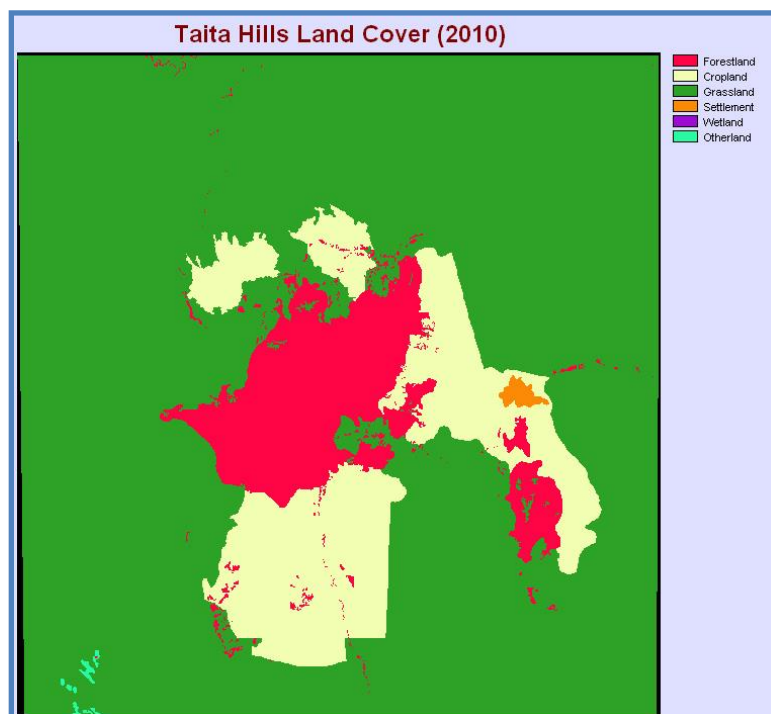 Taita Hills Land Cover (2010)
Forestland
Cropland
Grassland
Settlement
Wetland
Otherland